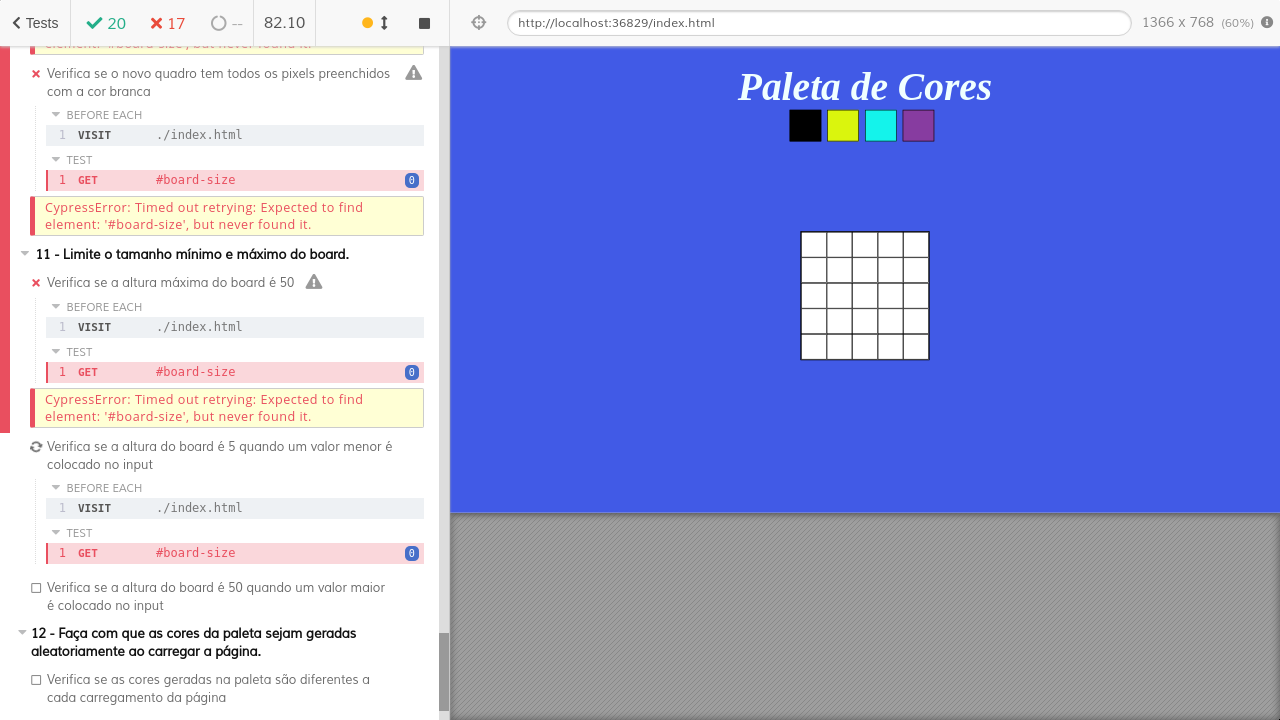 Tests
20
17
--
82.10
http://localhost:36829/index.html
1366 x 768 (60%)
element: '#board-size', but never found it.
Verifica se o novo quadro tem todos os pixels preenchidos
com a cor branca
BEFORE EACH
1 VISIT ./index.html
TEST
1 GET #board-size 0
CypressError: Timed out retrying: Expected to find
element: '#board-size', but never found it.
11 - Limite o tamanho mínimo e máximo do board.
Verifica se a altura máxima do board é 50
BEFORE EACH
1 VISIT ./index.html
TEST
1 GET #board-size 0
CypressError: Timed out retrying: Expected to find
element: '#board-size', but never found it.
Verifica se a altura do board é 5 quando um valor menor é
colocado no input
BEFORE EACH
1 VISIT ./index.html
TEST
1 GET #board-size 0
Verifica se a altura do board é 50 quando um valor maior
é colocado no input
12 - Faça com que as cores da paleta sejam geradas
aleatoriamente ao carregar a página.
Verifica se as cores geradas na paleta são diferentes a
cada carregamento da página
Paleta de Cores